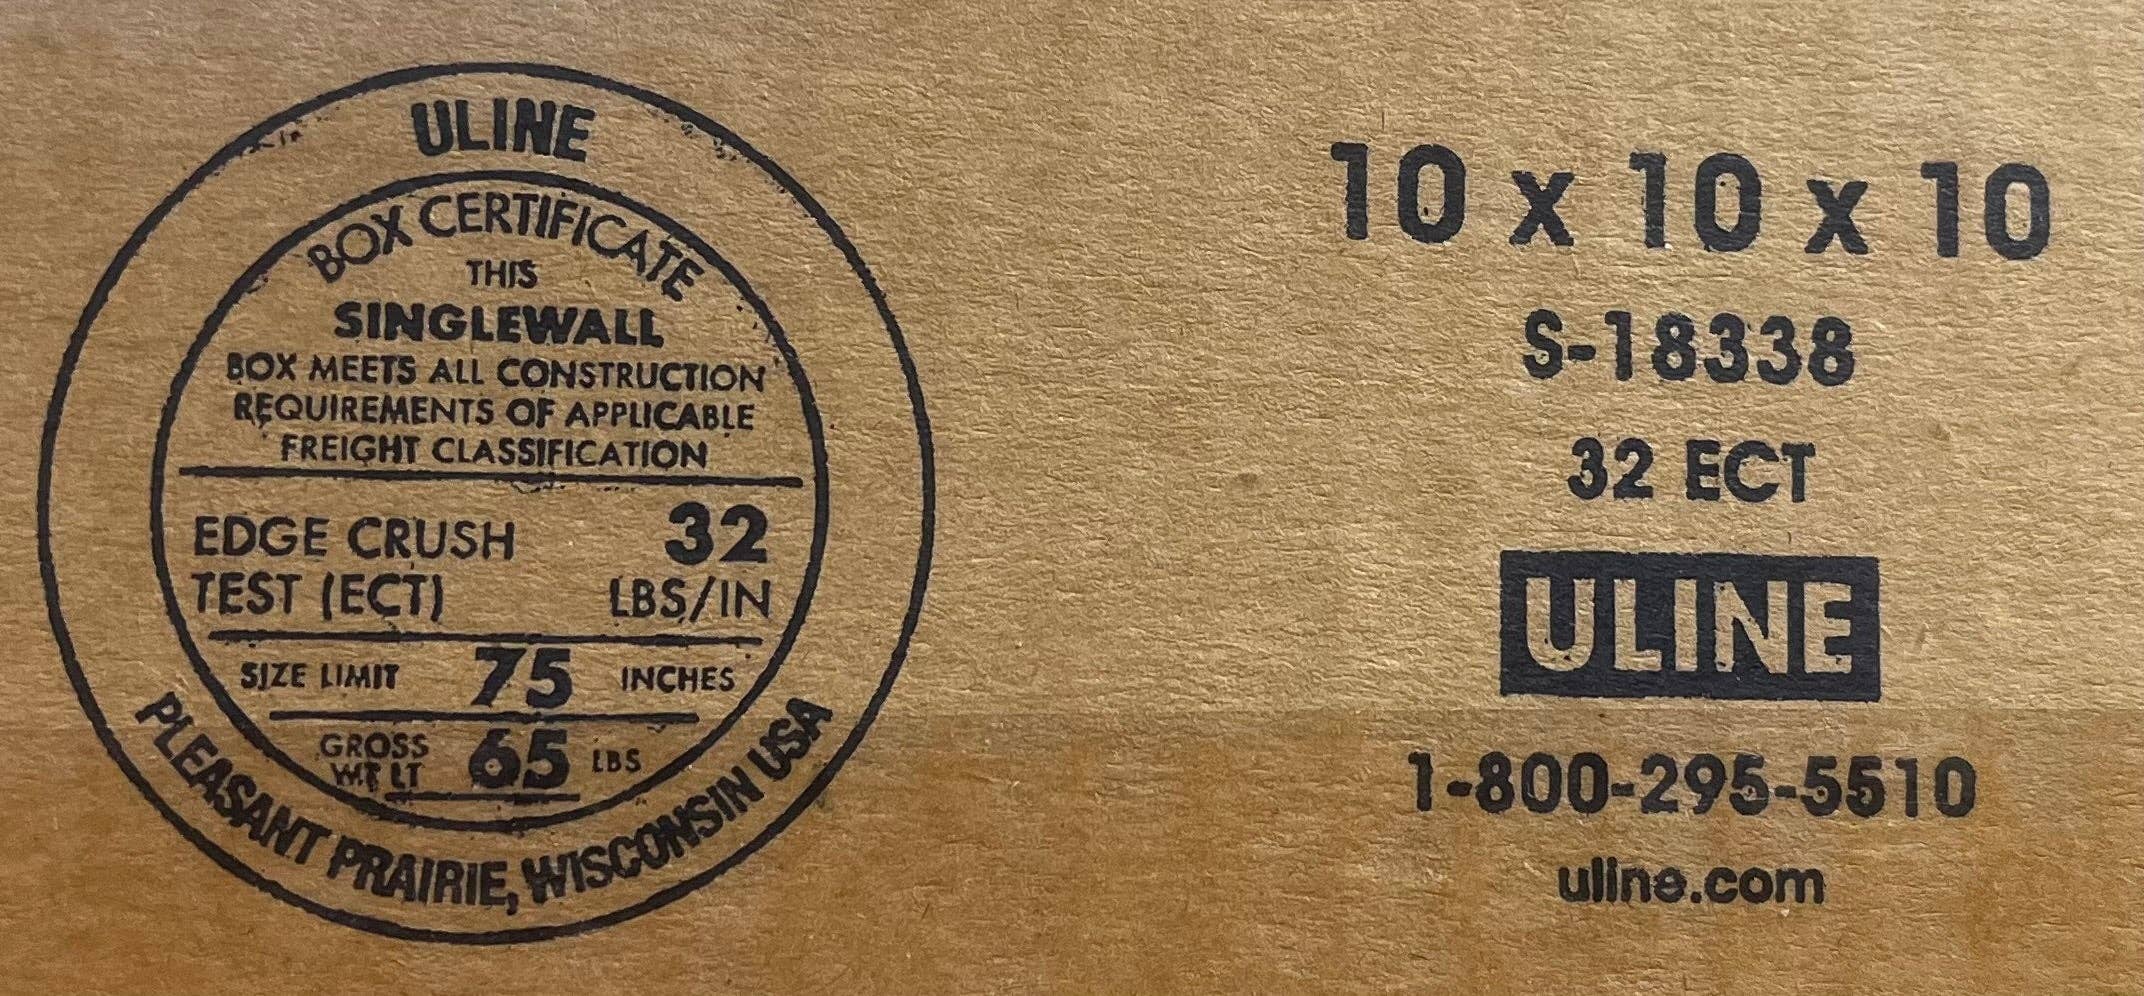 ULINE
BOX CERTIFICATE
THIS
SINGLEWALL
BOX MEETS ALL CONSTRUCTION
REQUIREMENTS OF APPLICABLE
FREIGHT CLASSIFICATION
EDGE CRUSH 32
TEST (ECT) LBS/IN
SIZE LIMIT 75 INCHES
GROSS
WT LT 65 LBS
PLEASANT PRAIRIE, WISCONSIN USA
10 x 10 x 10
S-18338
32 ECT
ULINE
1-800-295-5510
uline.com